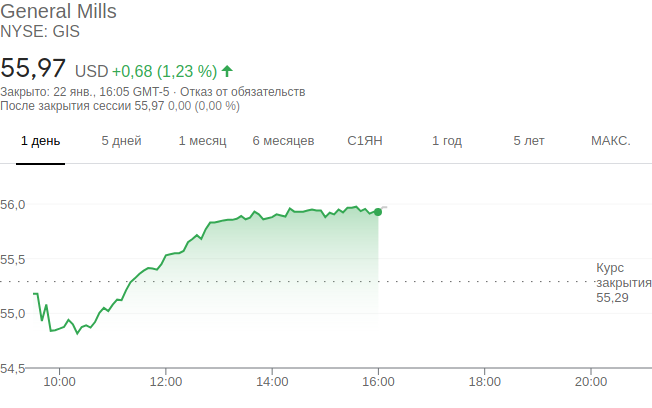 General Mills
NYSE: GIS
55,97 USD +0,68 (1,23 %)
Закрыто: 22 янв., 16:05 GMT-5 · Отказ от обязательств
После закрытия сессии 55,97 0,00 (0,00 %)
1 день 5 дней 1 месяц 6 месяцев С1ЯН 1 год 5 лет МАКС.
56,0
55,5
Курс
закрытия
55,29
55,0
54,5
10:00 12:00 14:00 16:00 18:00 20:00